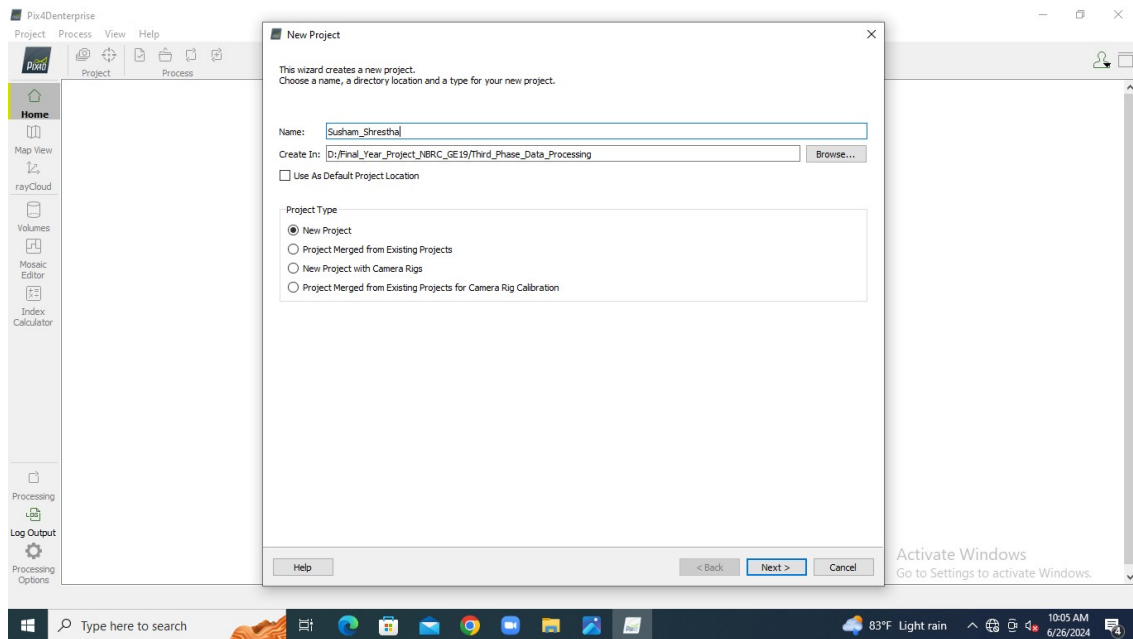 Pix4Denterprise
Project Process View Help
PIX4D
Project
Process
Home
Map View
rayCloud
Volumes
Mosaic
Editor
Index
Calculator
Processing
Log Output
Processing
Options
New Project
This wizard creates a new project.
Choose a name, a directory location and a type for your new project.
Name: Susham_Shrestha
Create In: D:/Final_Year_Project_NBRC_GE19/Third_Phase_Data_Processing Browse...
Use As Default Project Location
Project Type
New Project
Project Merged from Existing Projects
New Project with Camera Rigs
Project Merged from Existing Projects for Camera Rig Calibration
Help < Back Next > Cancel
Activate Windows
Go to Settings to activate Windows.
Type here to search
83°F Light rain
10:05 AM
6/26/2024
4